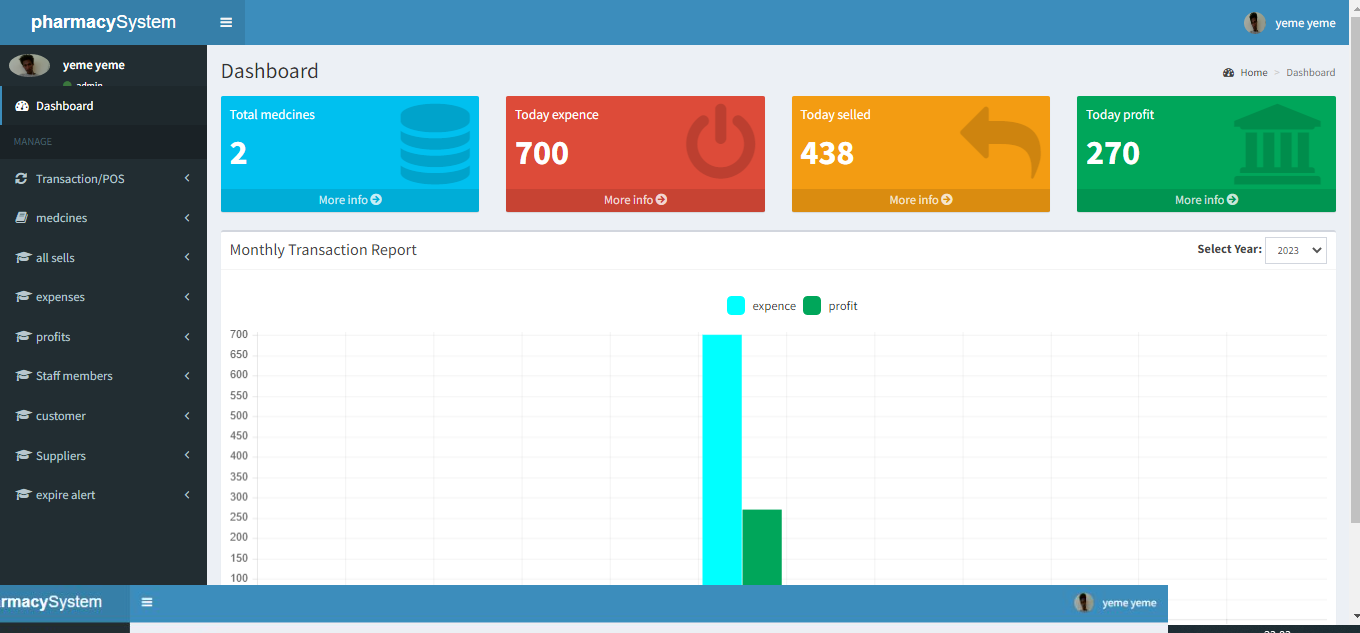 pharmacySystem
yeme yeme
yeme yeme
admin
Dashboard
MANAGE
Transaction/POS
medcines
all sells
expenses
profits
Staff members
customer
Suppliers
expire alert
Dashboard
Home > Dashboard
Total medcines
2
More info
Today expence
700
More info
Today selled
438
More info
Today profit
270
More info
Monthly Transaction Report
Select Year: 2023
expence profit
700
650
600
550
500
450
400
350
300
250
200
150
100
rmacySystem
yeme yeme